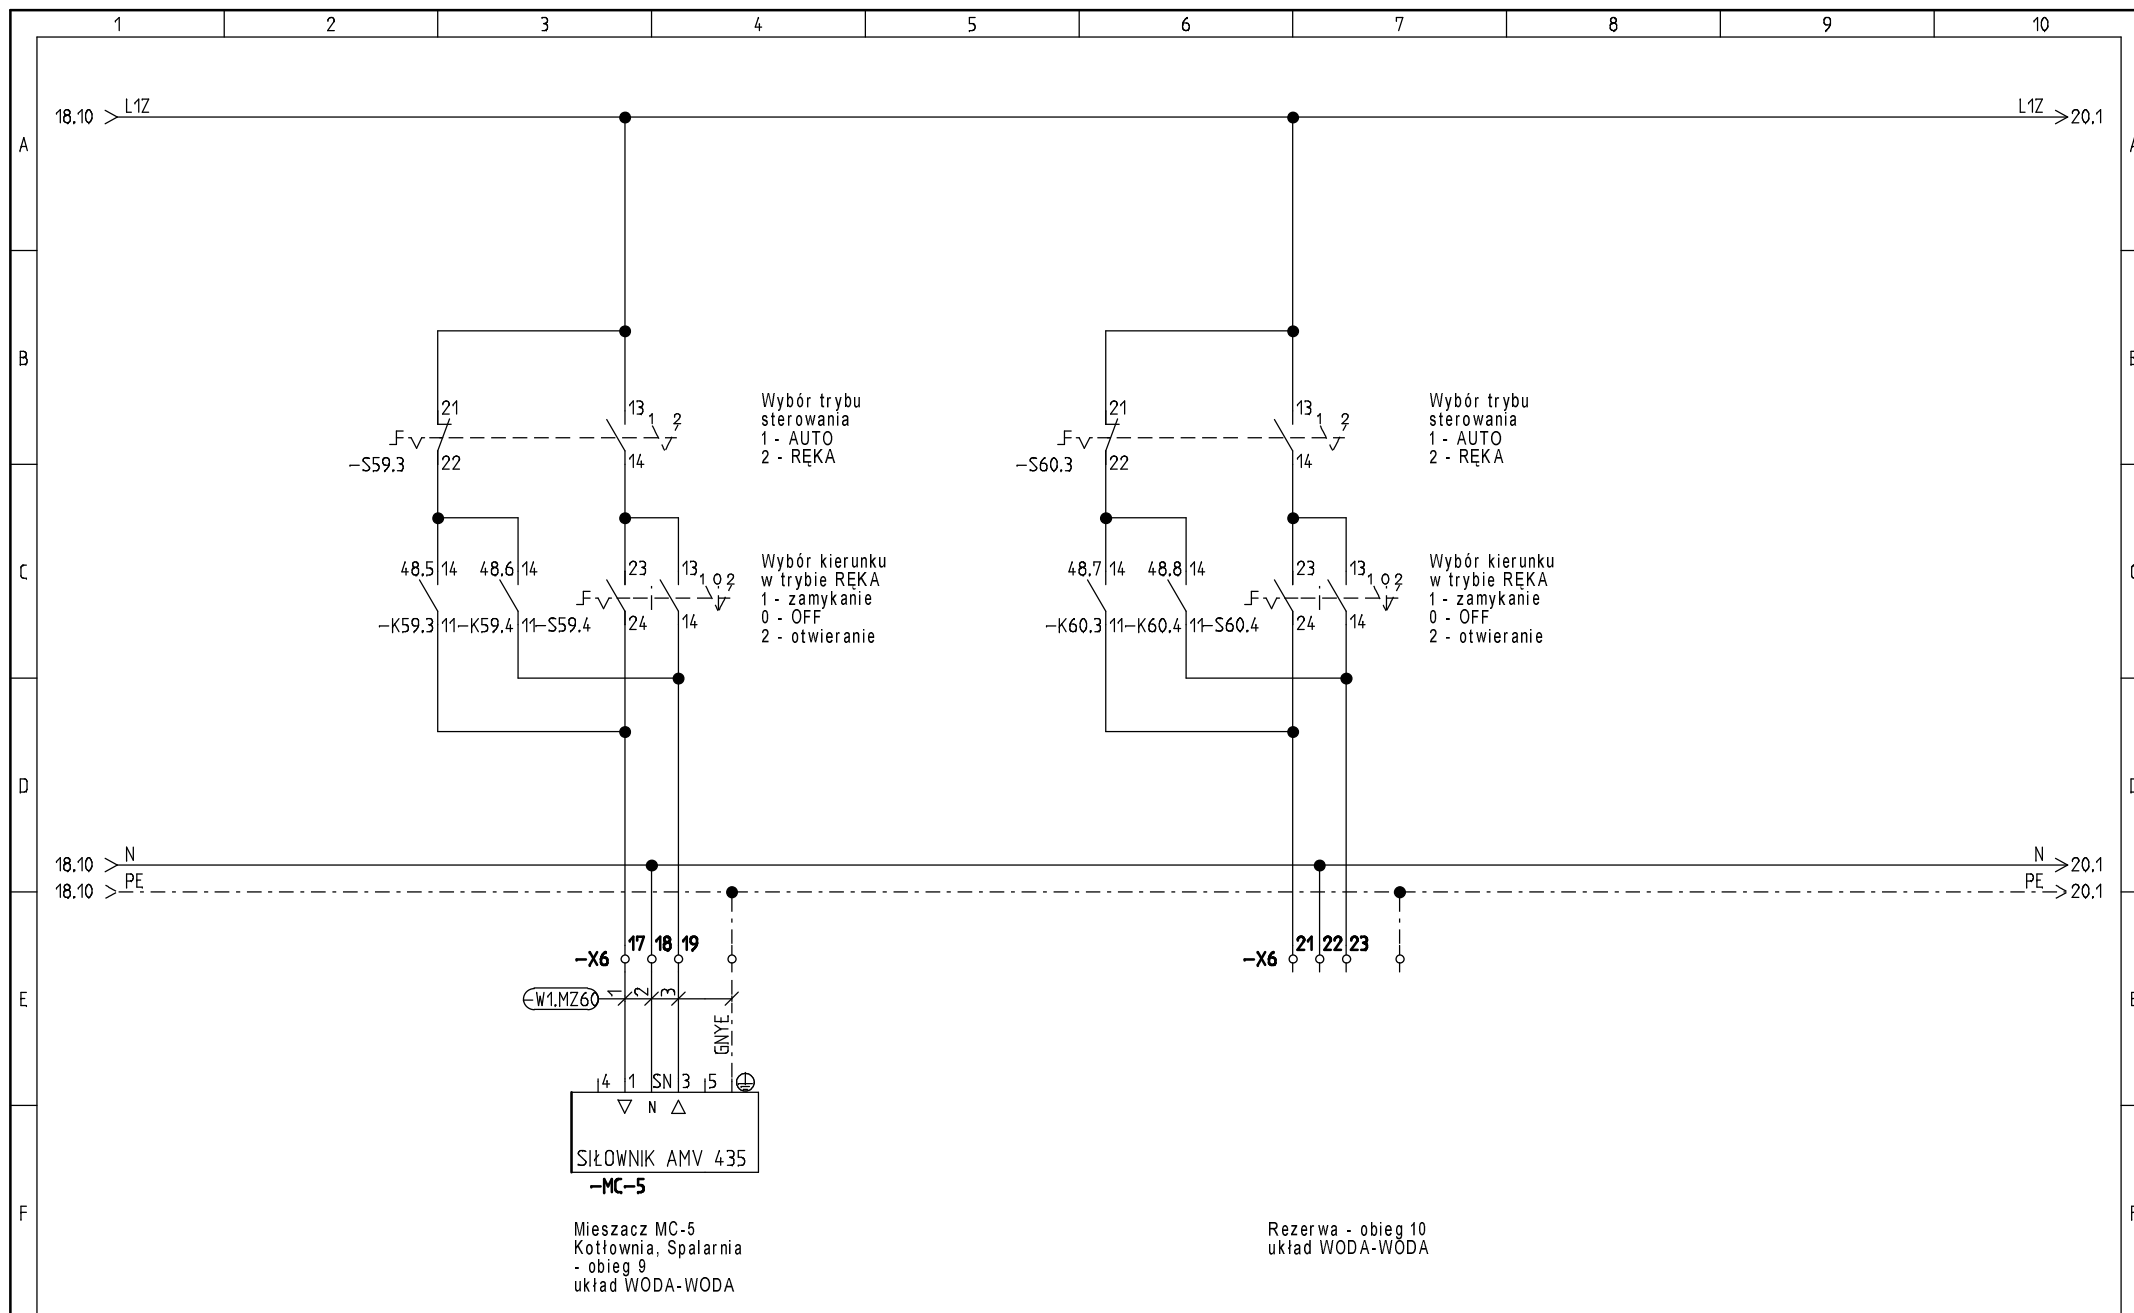 1 2 3 4 5 6 7 8 9 10
A
18.10 L1Z
L1Z 20.1
B
21 13 1 2
-S59.3 22 14
Wybór trybu
sterowania
1 - AUTO
2 - RĘKA
21 13 1 2
-S60.3 22 14
Wybór trybu
sterowania
1 - AUTO
2 - RĘKA
C
48.5 14 48.6 14 23 13 1 0 2
-K59.3 11 -K59.4 11 -S59.4 24 14
Wybór kierunku
w trybie RĘKA
1 - zamykanie
0 - OFF
2 - otwieranie
48.7 14 48.8 14 23 13 1 0 2
-K60.3 11 -K60.4 11 -S60.4 24 14
Wybór kierunku
w trybie RĘKA
1 - zamykanie
0 - OFF
2 - otwieranie
D
18.10 N
N 20.1
18.10 PE
PE 20.1
E
-X6 17 18 19
-X6 21 22 23
-W1.MZ60 1 2 3
GNYE
4 1 SN 3 5
N
SIŁOWNIK AMV 435
-MC-5
F
Mieszacz MC-5
Kotłownia, Spalarnia
- obieg 9
układ WODA-WODA
Rezerwa - obieg 10
układ WODA-WODA